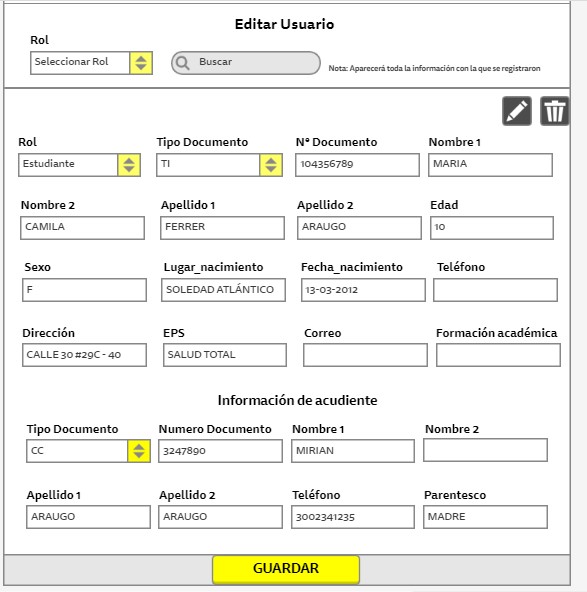 Editar Usuario
Rol
Seleccionar Rol Buscar Nota: Aparecerá toda la información con la que se registraron
Rol Tipo Documento N° Documento Nombre 1
Estudiante TI 104356789 MARIA
Nombre 2 Apellido 1 Apellido 2 Edad
CAMILA FERRER ARAUGO 10
Sexo Lugar_nacimiento Fecha_nacimiento Teléfono
F SOLEDAD ATLÁNTICO 13-03-2012
Dirección EPS Correo Formación académica
CALLE 30 #29C - 40 SALUD TOTAL
Información de acudiente
Tipo Documento Numero Documento Nombre 1 Nombre 2
CC 3247890 MIRIAN
Apellido 1 Apellido 2 Teléfono Parentesco
ARAUGO ARAUGO 3002341235 MADRE
GUARDAR